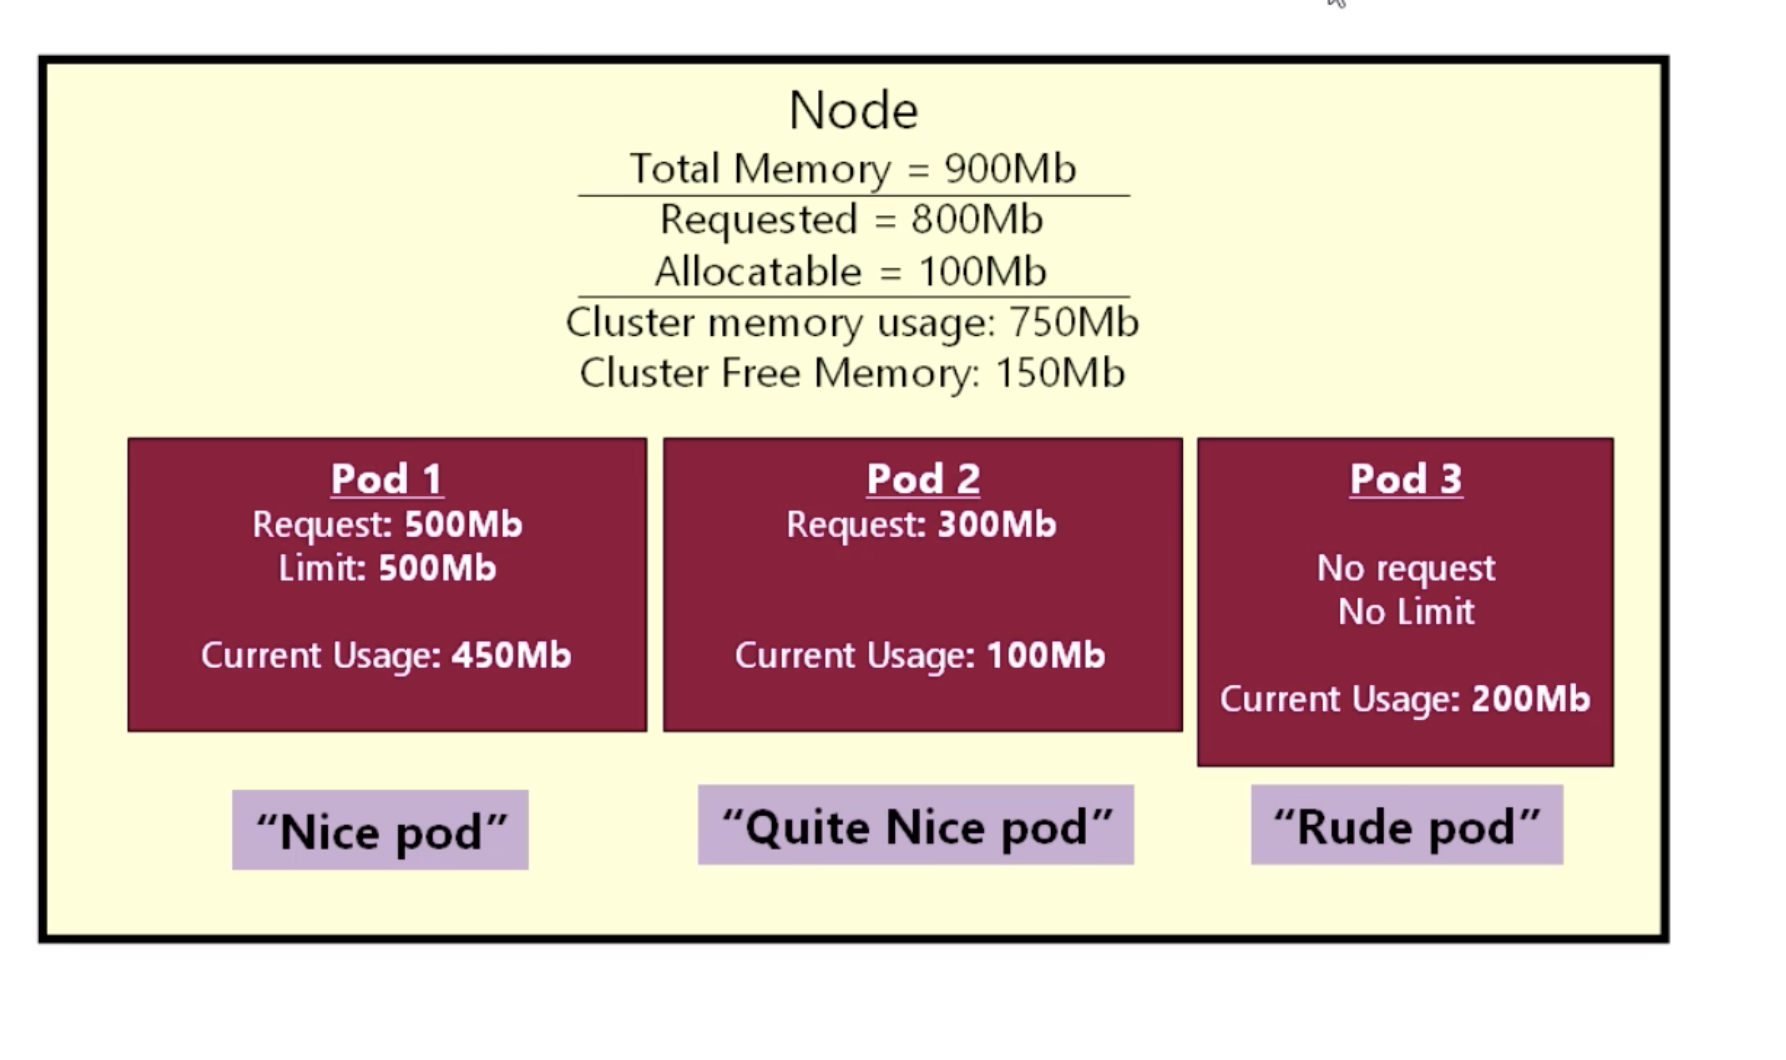 Node
Total Memory = 900Mb
Requested = 800Mb
Allocatable = 100Mb
Cluster memory usage: 750Mb
Cluster Free Memory: 150Mb
Pod 1
Request: 500Mb
Limit: 500Mb
Current Usage: 450Mb
“Nice pod”
Pod 2
Request: 300Mb
Current Usage: 100Mb
“Quite Nice pod”
Pod 3
No request
No Limit
Current Usage: 200Mb
“Rude pod”